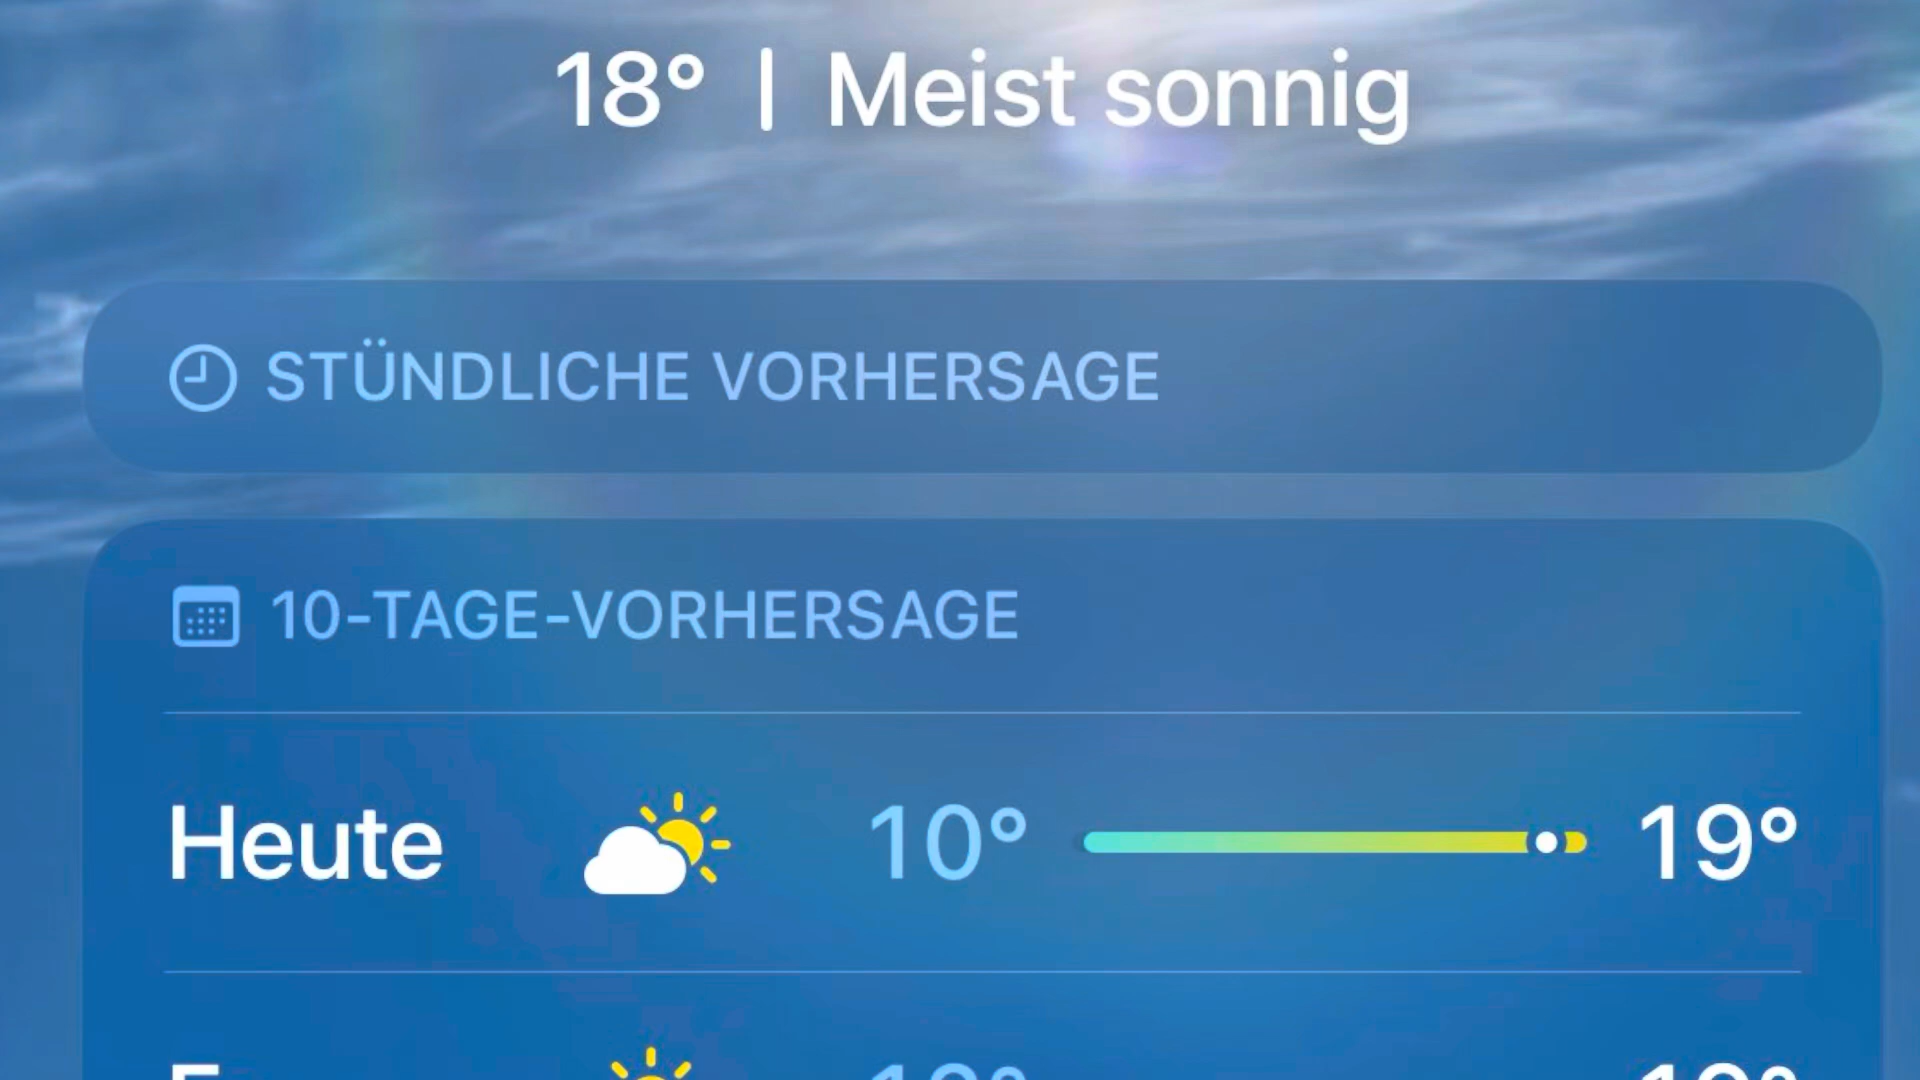 18° | Meist sonnig
STÜNDLICHE VORHERSAGE
10-TAGE-VORHERSAGE
Heute 10° 19°